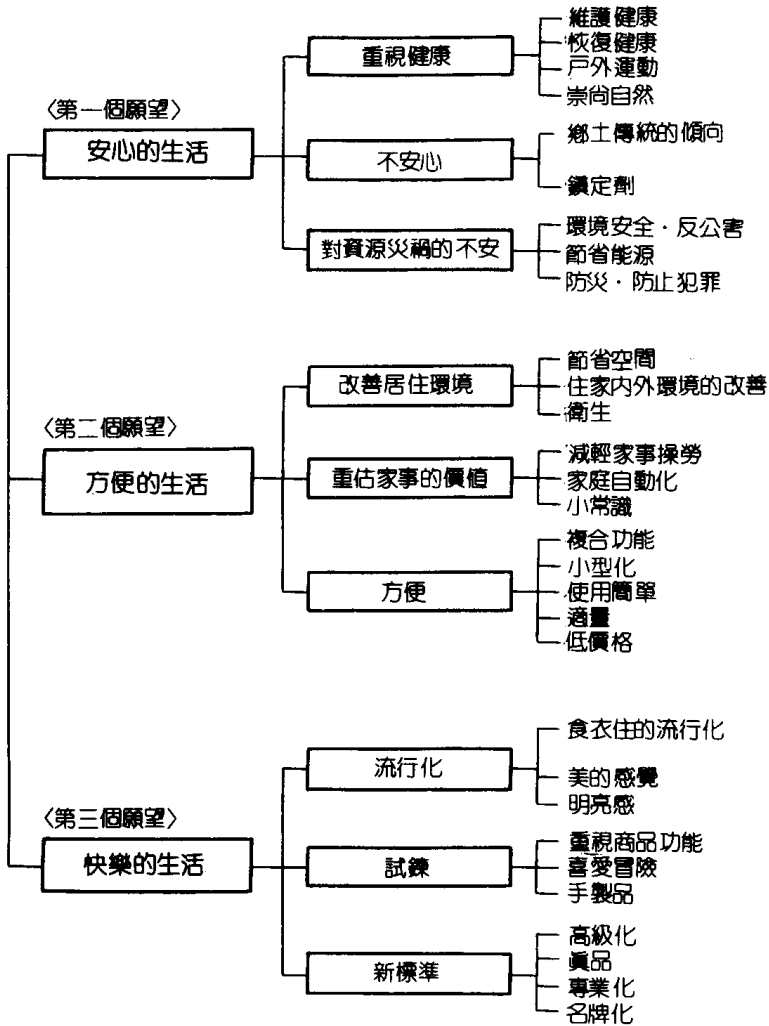 〈第一個願望〉
安心的生活
重視健康
維護健康
恢復健康
戶外運動
崇尚自然
不安心
鄉土傳統的傾向
鎮定劑
對資源災禍的不安
環境安全·反公害
節省能源
防災·防止犯罪
〈第二個願望〉
方便的生活
改善居住環境
節省空間
住家內外環境的改善
衛生
重估家事的價値
減輕家事操勞
家庭自動化
小常識
方便
複合功能
小型化
使用簡單
適量
低價格
〈第三個願望〉
快樂的生活
流行化
食衣住的流行化
美的感覺
明亮感
試鍊
重視商品功能
喜愛冒險
手製品
新標準
高級化
眞品
專業化
名牌化